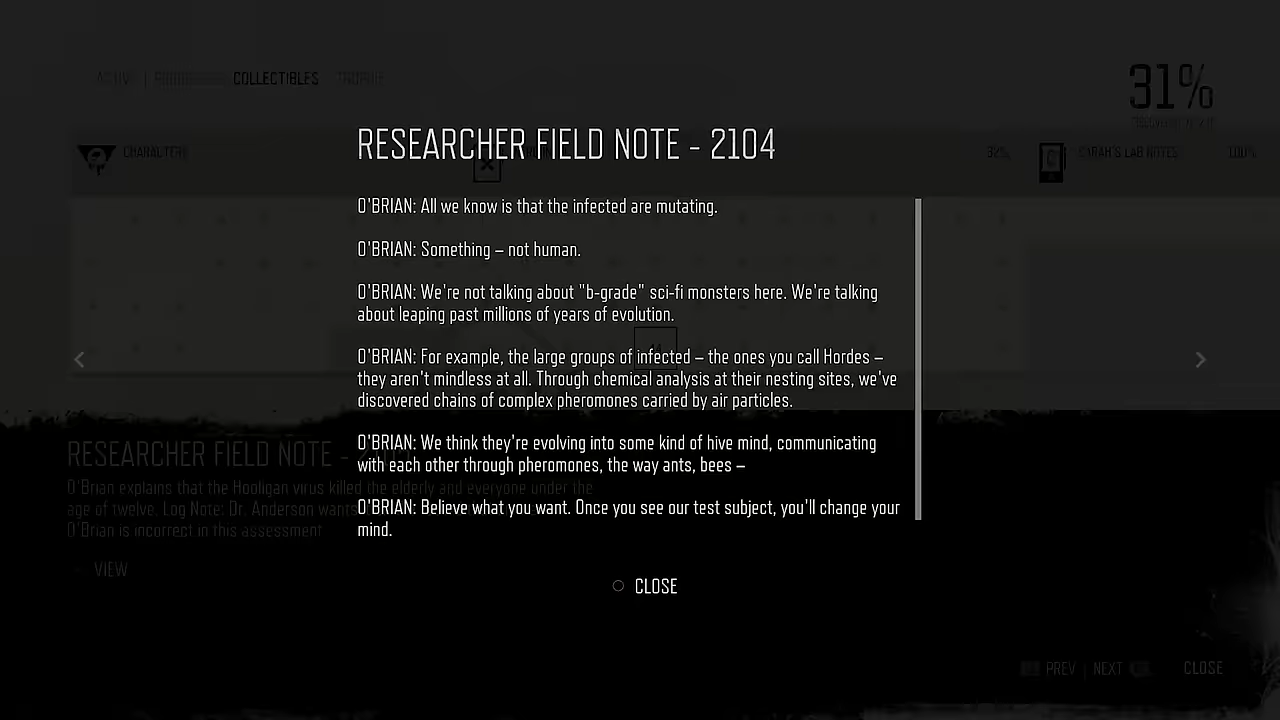 COLLECTIBLES
31%
CHARACTERS
32%
SARAH'S LAB NOTES
100%
RESEARCHER FIELD NOTE - 2104
O'BRIAN: All we know is that the infected are mutating.
O'BRIAN: Something – not human.
O'BRIAN: We're not talking about "b-grade" sci-fi monsters here. We're talking
about leaping past millions of years of evolution.
O'BRIAN: For example, the large groups of infected – the ones you call Hordes –
they aren't mindless at all. Through chemical analysis at their nesting sites, we've
discovered chains of complex pheromones carried by air particles.
O'BRIAN: We think they're evolving into some kind of hive mind, communicating
with each other through pheromones, the way ants, bees –
O'BRIAN: Believe what you want. Once you see our test subject, you'll change your
mind.
CLOSE
RESEARCHER FIELD NOTE -
O'Brian explains that the Hooligan virus killed the elderly and everyone under the
age of twelve. Log Note: Dr. Anderson wants
O'Brian is incorrect in this assessment
VIEW
PREV | NEXT
CLOSE